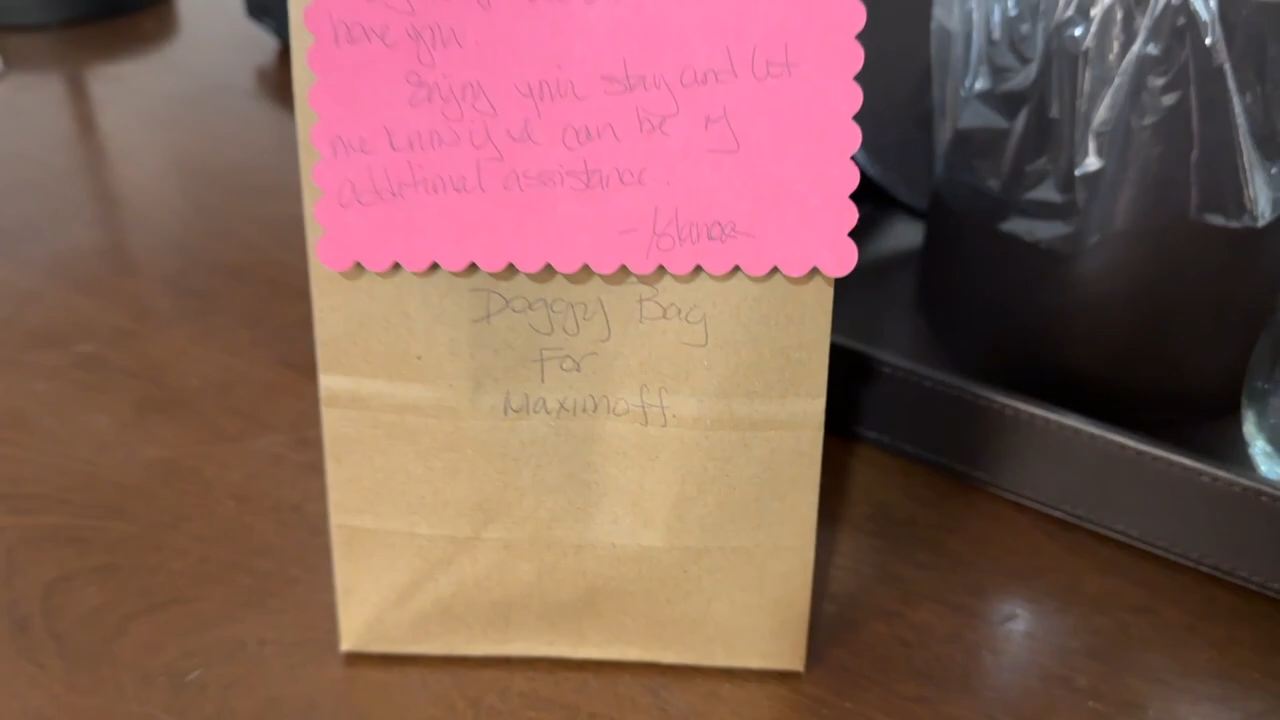 have you.
Enjoy your stay and let
me know if I can be of
additional assistance.
Doggy Bag
For
Maximoff.